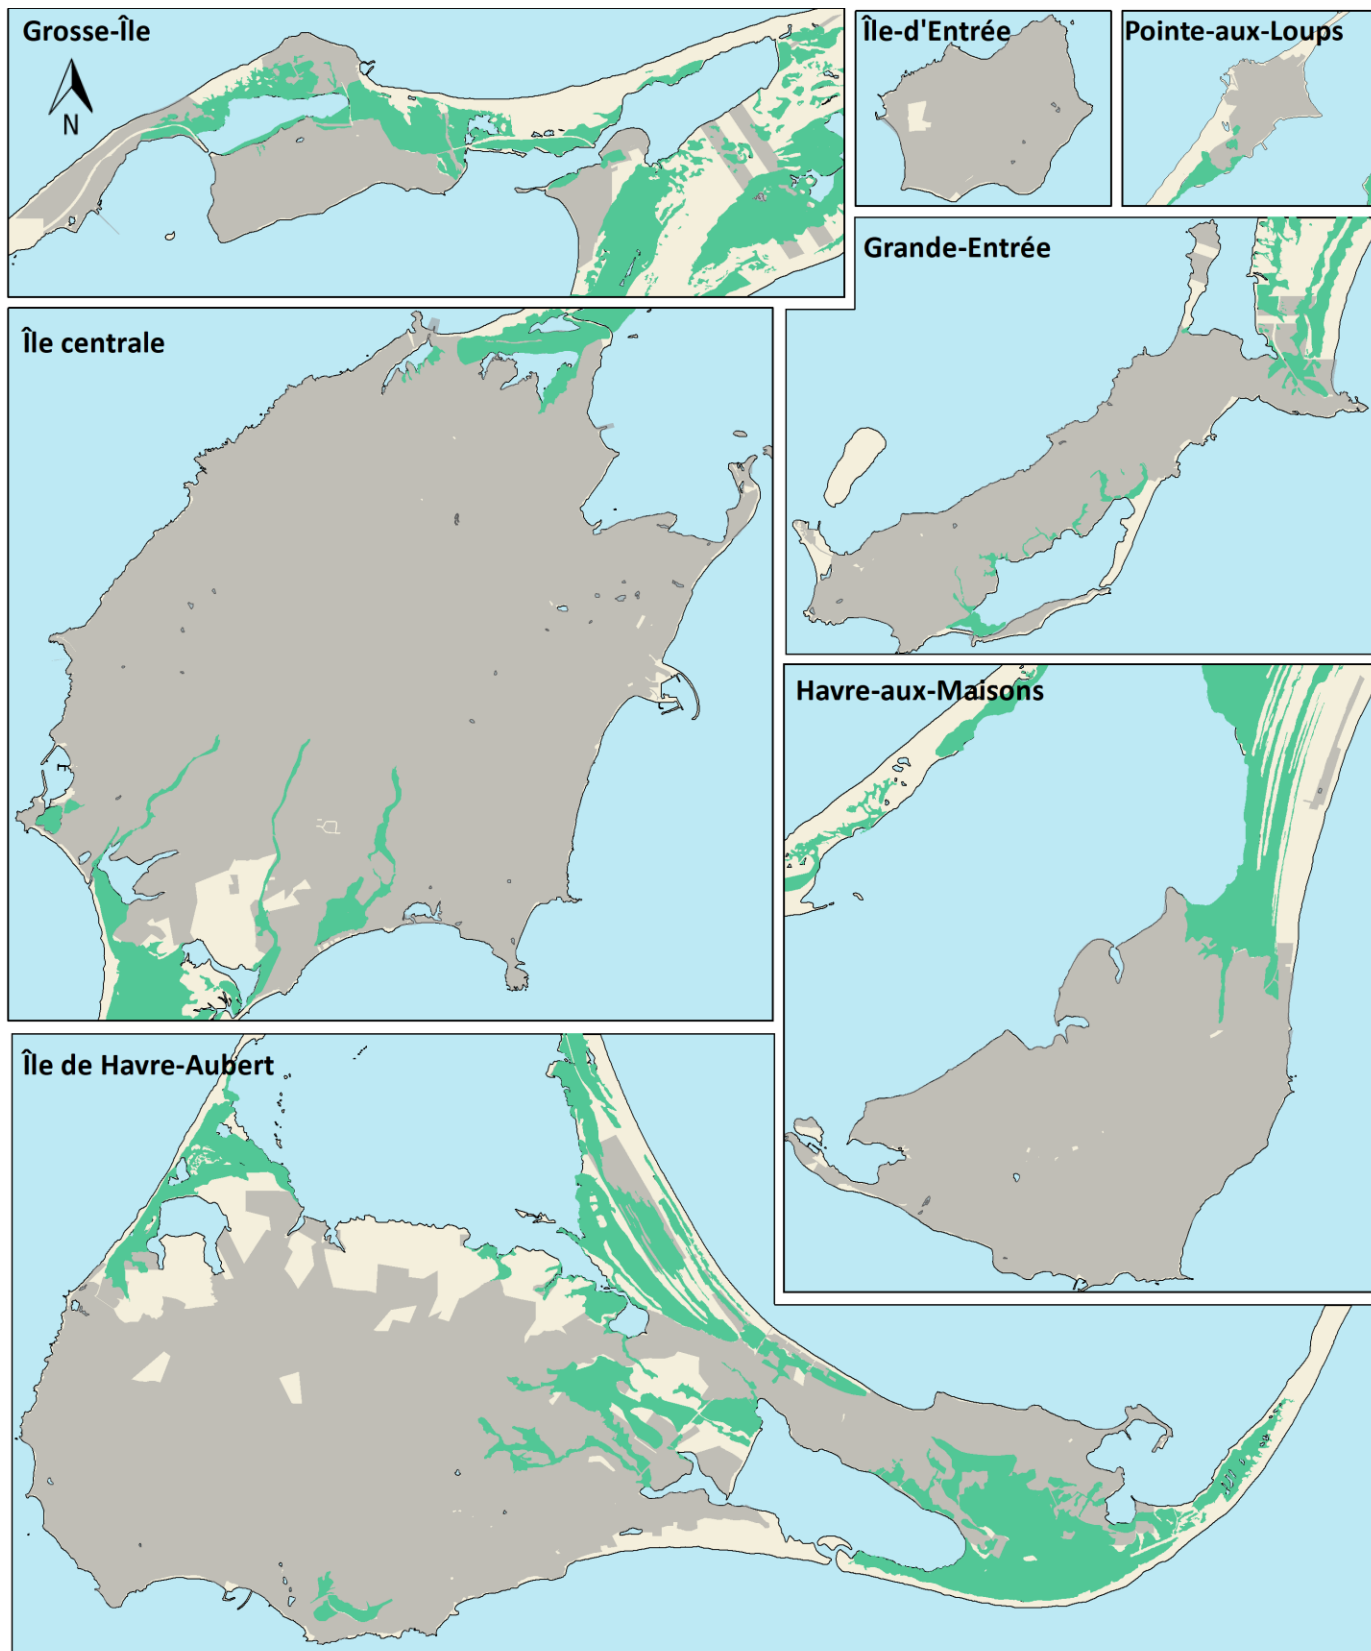 Grosse-Île
N
Île-d'Entrée
Pointe-aux-Loups
Grande-Entrée
Île centrale
Havre-aux-Maisons
Île de Havre-Aubert